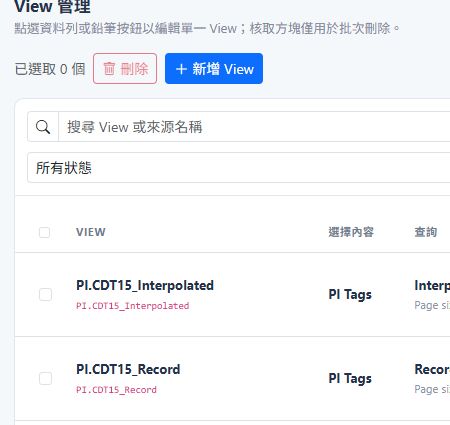 View 管理
點選資料列或鉛筆按鈕以編輯單一 View；核取方塊僅用於批次刪除。
已選取 0 個 刪除 + 新增 View
搜尋 View 或來源名稱
所有狀態
VIEW 選擇內容 查詢
PI.CDT15_Interpolated PI Tags Interp
PI.CDT15_Interpolated Page si
PI.CDT15_Record PI Tags Recor
PI.CDT15_Record Page si